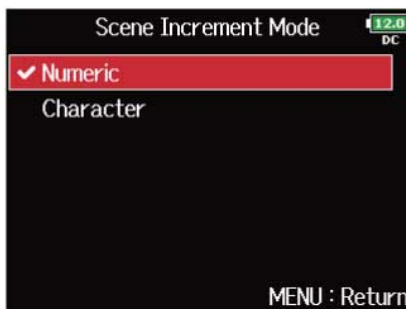 Scene Increment Mode
12.0
DC
Numeric
Character
MENU : Return